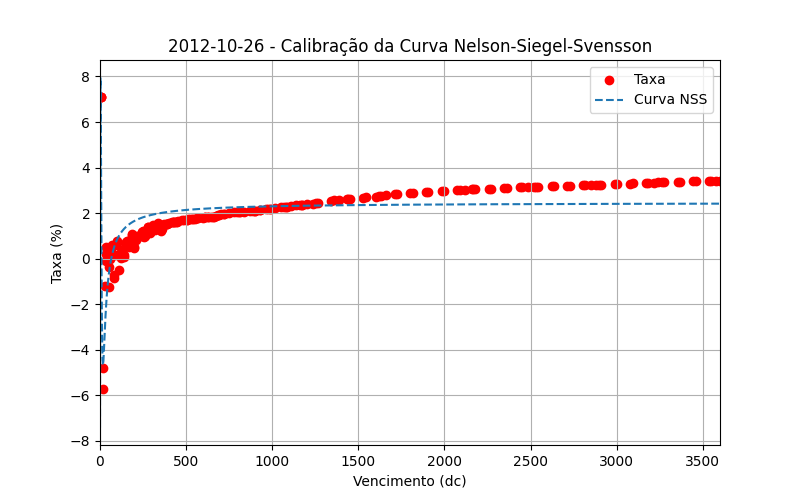 2012-10-26 - Calibração da Curva Nelson-Siegel-Svensson
Taxa
Curva NSS
Taxa (%)
8
6
4
2
0
−2
−4
−6
−8
0 500 1000 1500 2000 2500 3000 3500
Vencimento (dc)